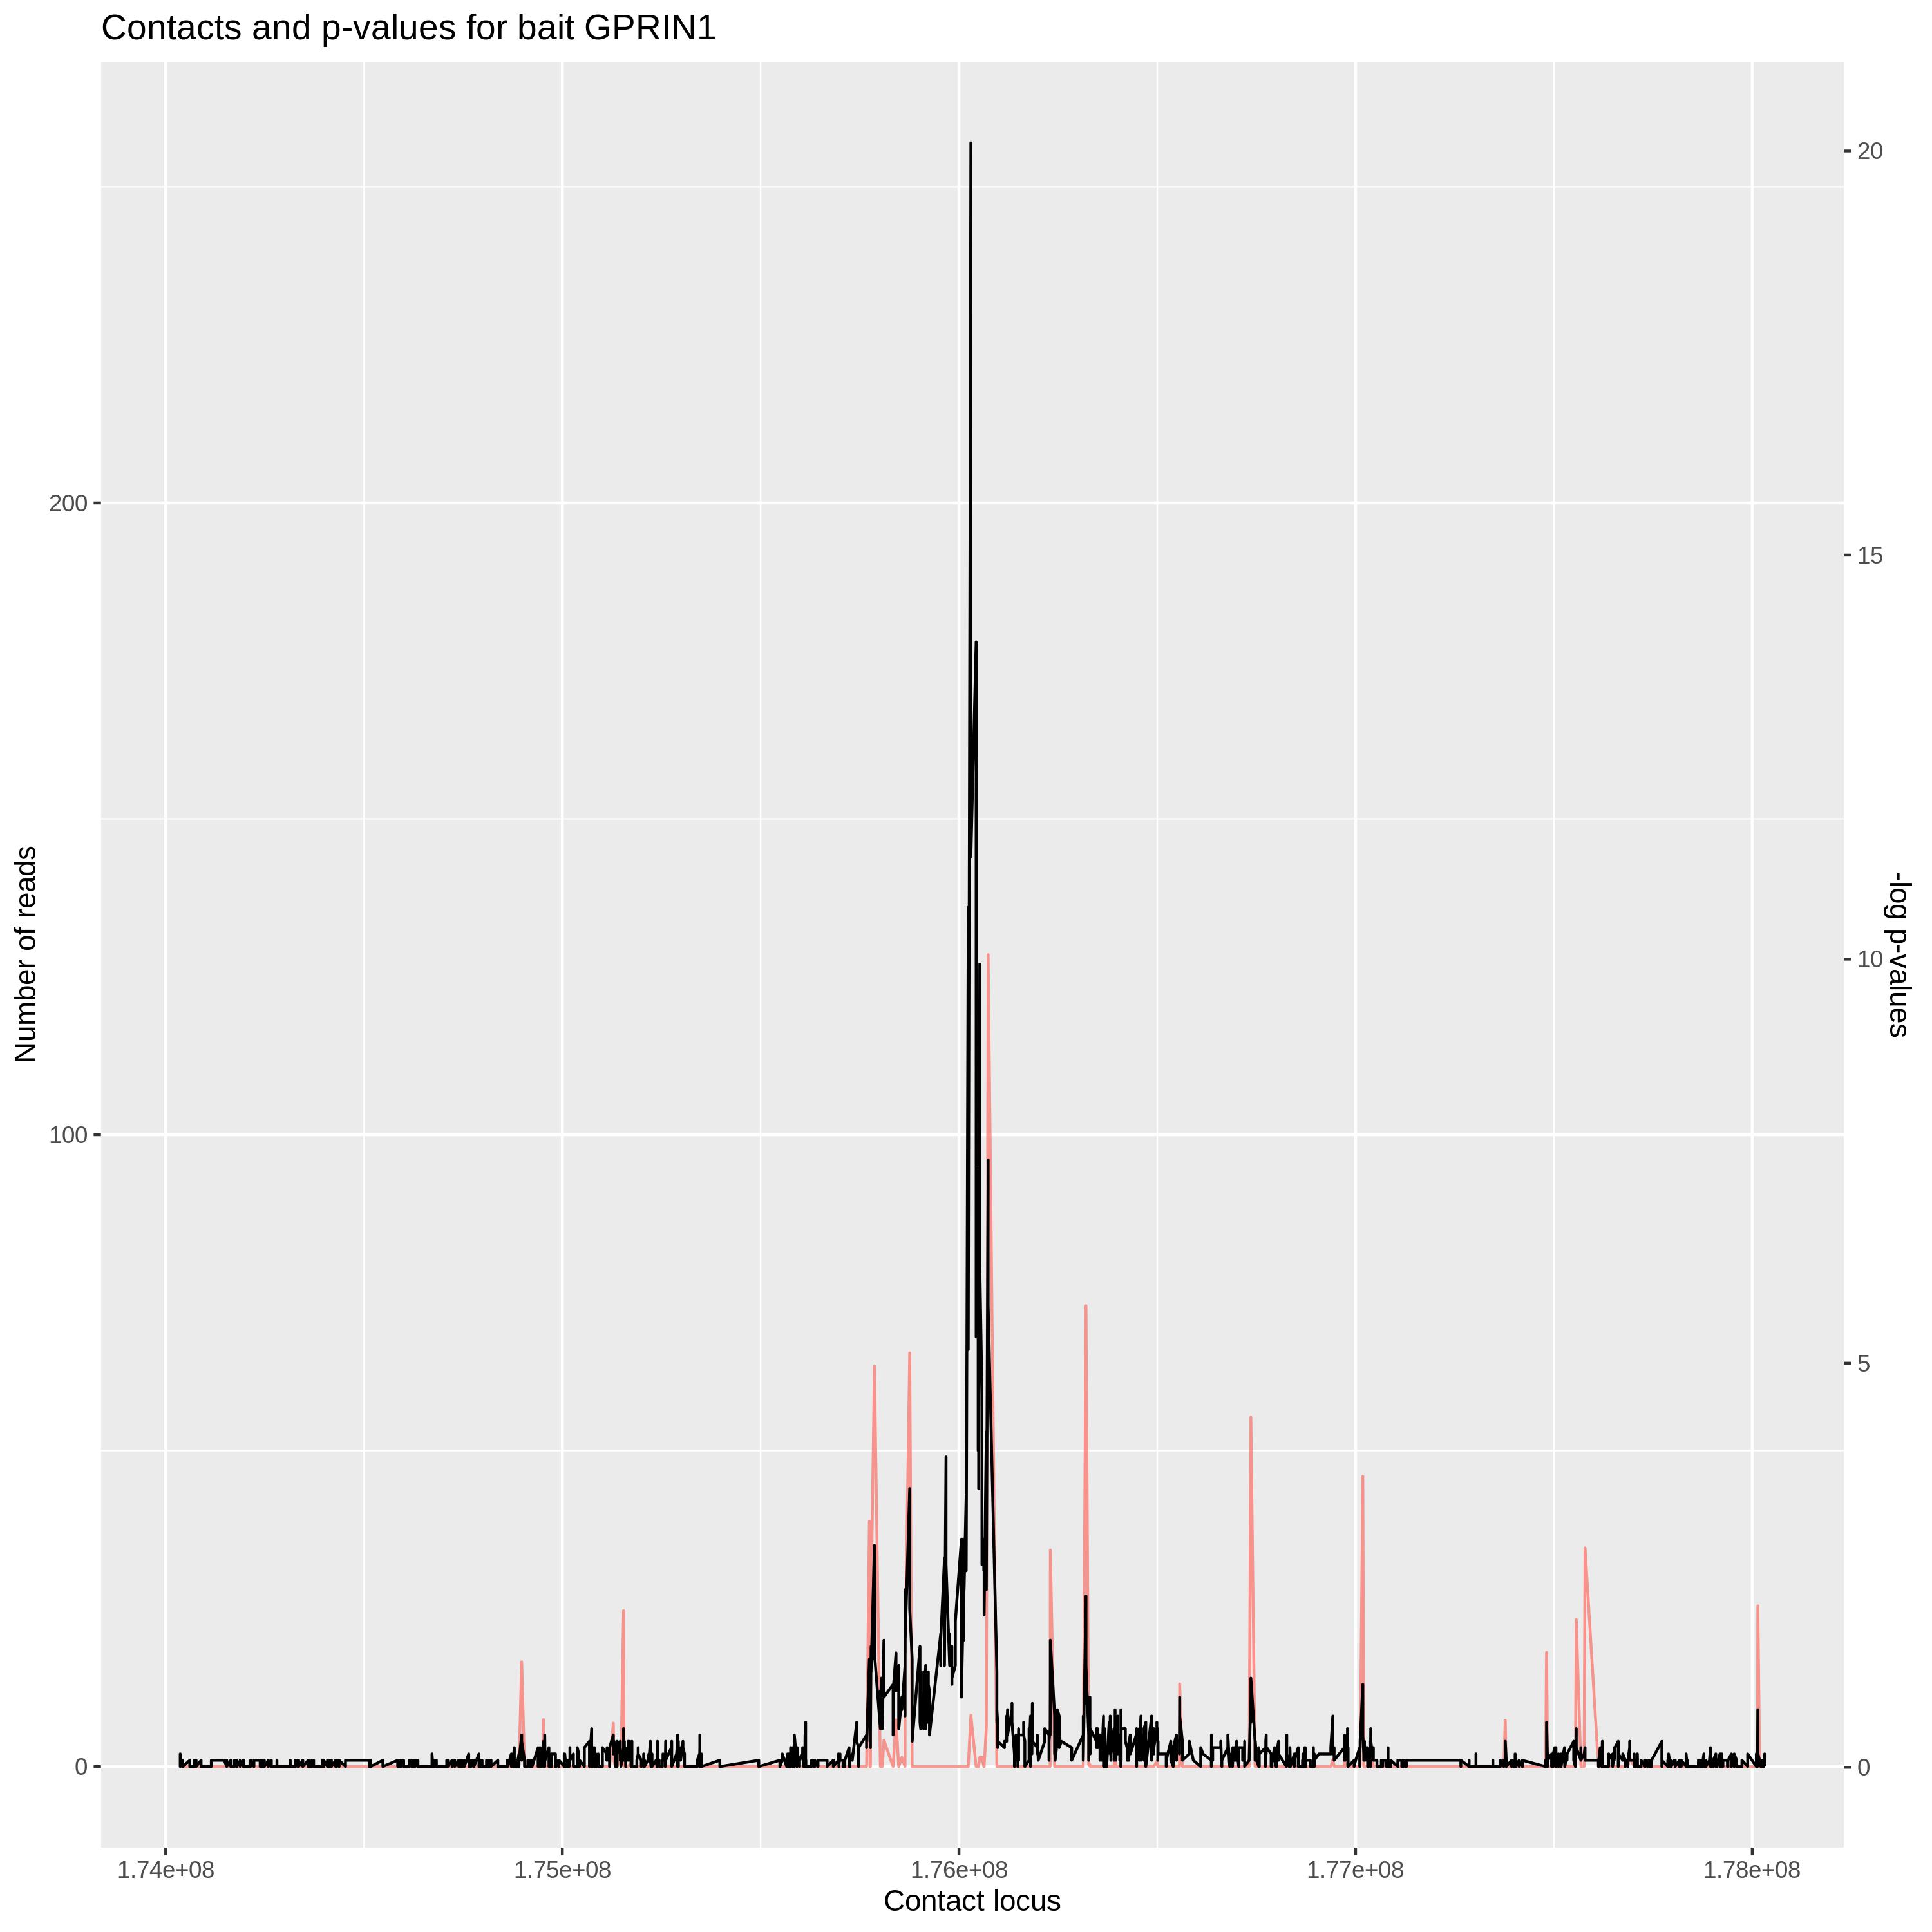 Contacts and p-values for bait GPRIN1
Number of reads
200
100
0
20
15
10
5
0
-log p-values
1.74e+08 1.75e+08 1.76e+08 1.77e+08 1.78e+08
Contact locus